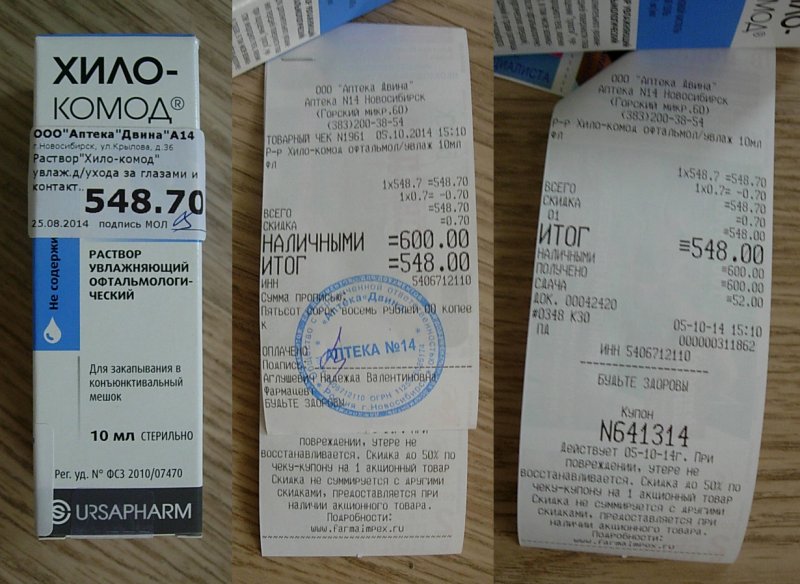 ХИЛО-
КОМОД®
ООО"Аптека"Двина"А14
г.Новосибирск, ул.Крылова, д.36
Раствор"Хило-комод"
увлаж.д/ухода за глазами и
контакт..
548.70
25.08.2014 подпись МОЛ
Не содержи
РАСТВОР
УВЛАЖНЯЮЩИЙ
ОФТАЛЬМОЛОГИ-
ЧЕСКИЙ
Для закапывания в
конъюнктивальный
мешок
10 мл СТЕРИЛЬНО
Рег. уд. № ФСЗ 2010/07470
URSAPHARM
ООО "Аптека Двина"
Аптека N14 Новосибирск
(Горский мкр.60)
(383)200-38-54
ТОВАРНЫЙ ЧЕК N1961 05.10.2014 15:10
Р-р Хило-комод офтальмол/увлаж 10мл
фл
1x548.7 =548.70
1x0.7= -0.70
ВСЕГО =548.70
СКИДКА =0.70
НАЛИЧНЫМИ =600.00
ИТОГ =548.00
ИНН 5406712110
Сумма прописью:
Пятьсот сорок восемь рублей 00 копее
к
ОПЛАЧЕНО
Подпись
Аглушевич Надежда Валентиновна
Фармацевт
БУДЬТЕ ЗДОРОВЫ
"Аптека «Двина»
АПТЕКА №14
повреждении, утере не
восстанавливается. Скидка до 50% по
чеку-купону на 1 акционный товар
Скидка не суммируется с другими
скидками, предоставляется при
наличии акционного товара.
Подробности:
www.farmaimpex.ru
ИАЛИСТА
ООО "Аптека Двина"
Аптека N14 Новосибирск
(Горский микр.60)
(383)200-38-54
Р-р Хило-комод офтальмол/увлаж 10мл
фл
1x548.7 =548.70
1x0.7= -0.70
ВСЕГО =548.70
СКИДКА =0.70
01 =548.00
ИТОГ =548.00
НАЛИЧНЫМИ =600.00
ПОЛУЧЕНО =600.00
СДАЧА =52.00
ДОК. 00042420 05-10-14 15:10
#0348 К30 000000311862
ПД
ИНН 5406712110
БУДЬТЕ ЗДОРОВЫ
Купон
N641314
Действует 05-10-14г. При
повреждении, утере не
восстанавливается. Скидка до 50% по
чеку-купону на 1 акционный товар
Скидка не суммируется с другими
скидками, предоставляется при
наличии акционного товара.
Подробности:
www.farmaimpex.ru